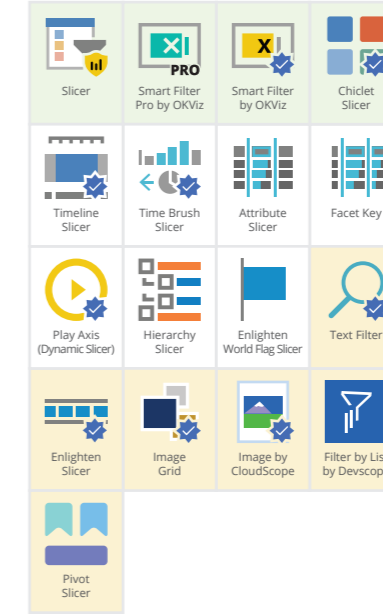 PRO
Slicer
Smart Filter
Pro by OKViz
Smart Filter
by OKViz
Chiclet
Slicer
Timeline
Slicer
Time Brush
Slicer
Attribute
Slicer
Facet Key
Play Axis
(Dynamic Slicer)
Hierarchy
Slicer
Enlighten
World Flag Slicer
Text Filter
Enlighten
Slicer
Image
Grid
Image by
CloudScope
Filter by Lis
by Devscop
Pivot
Slicer